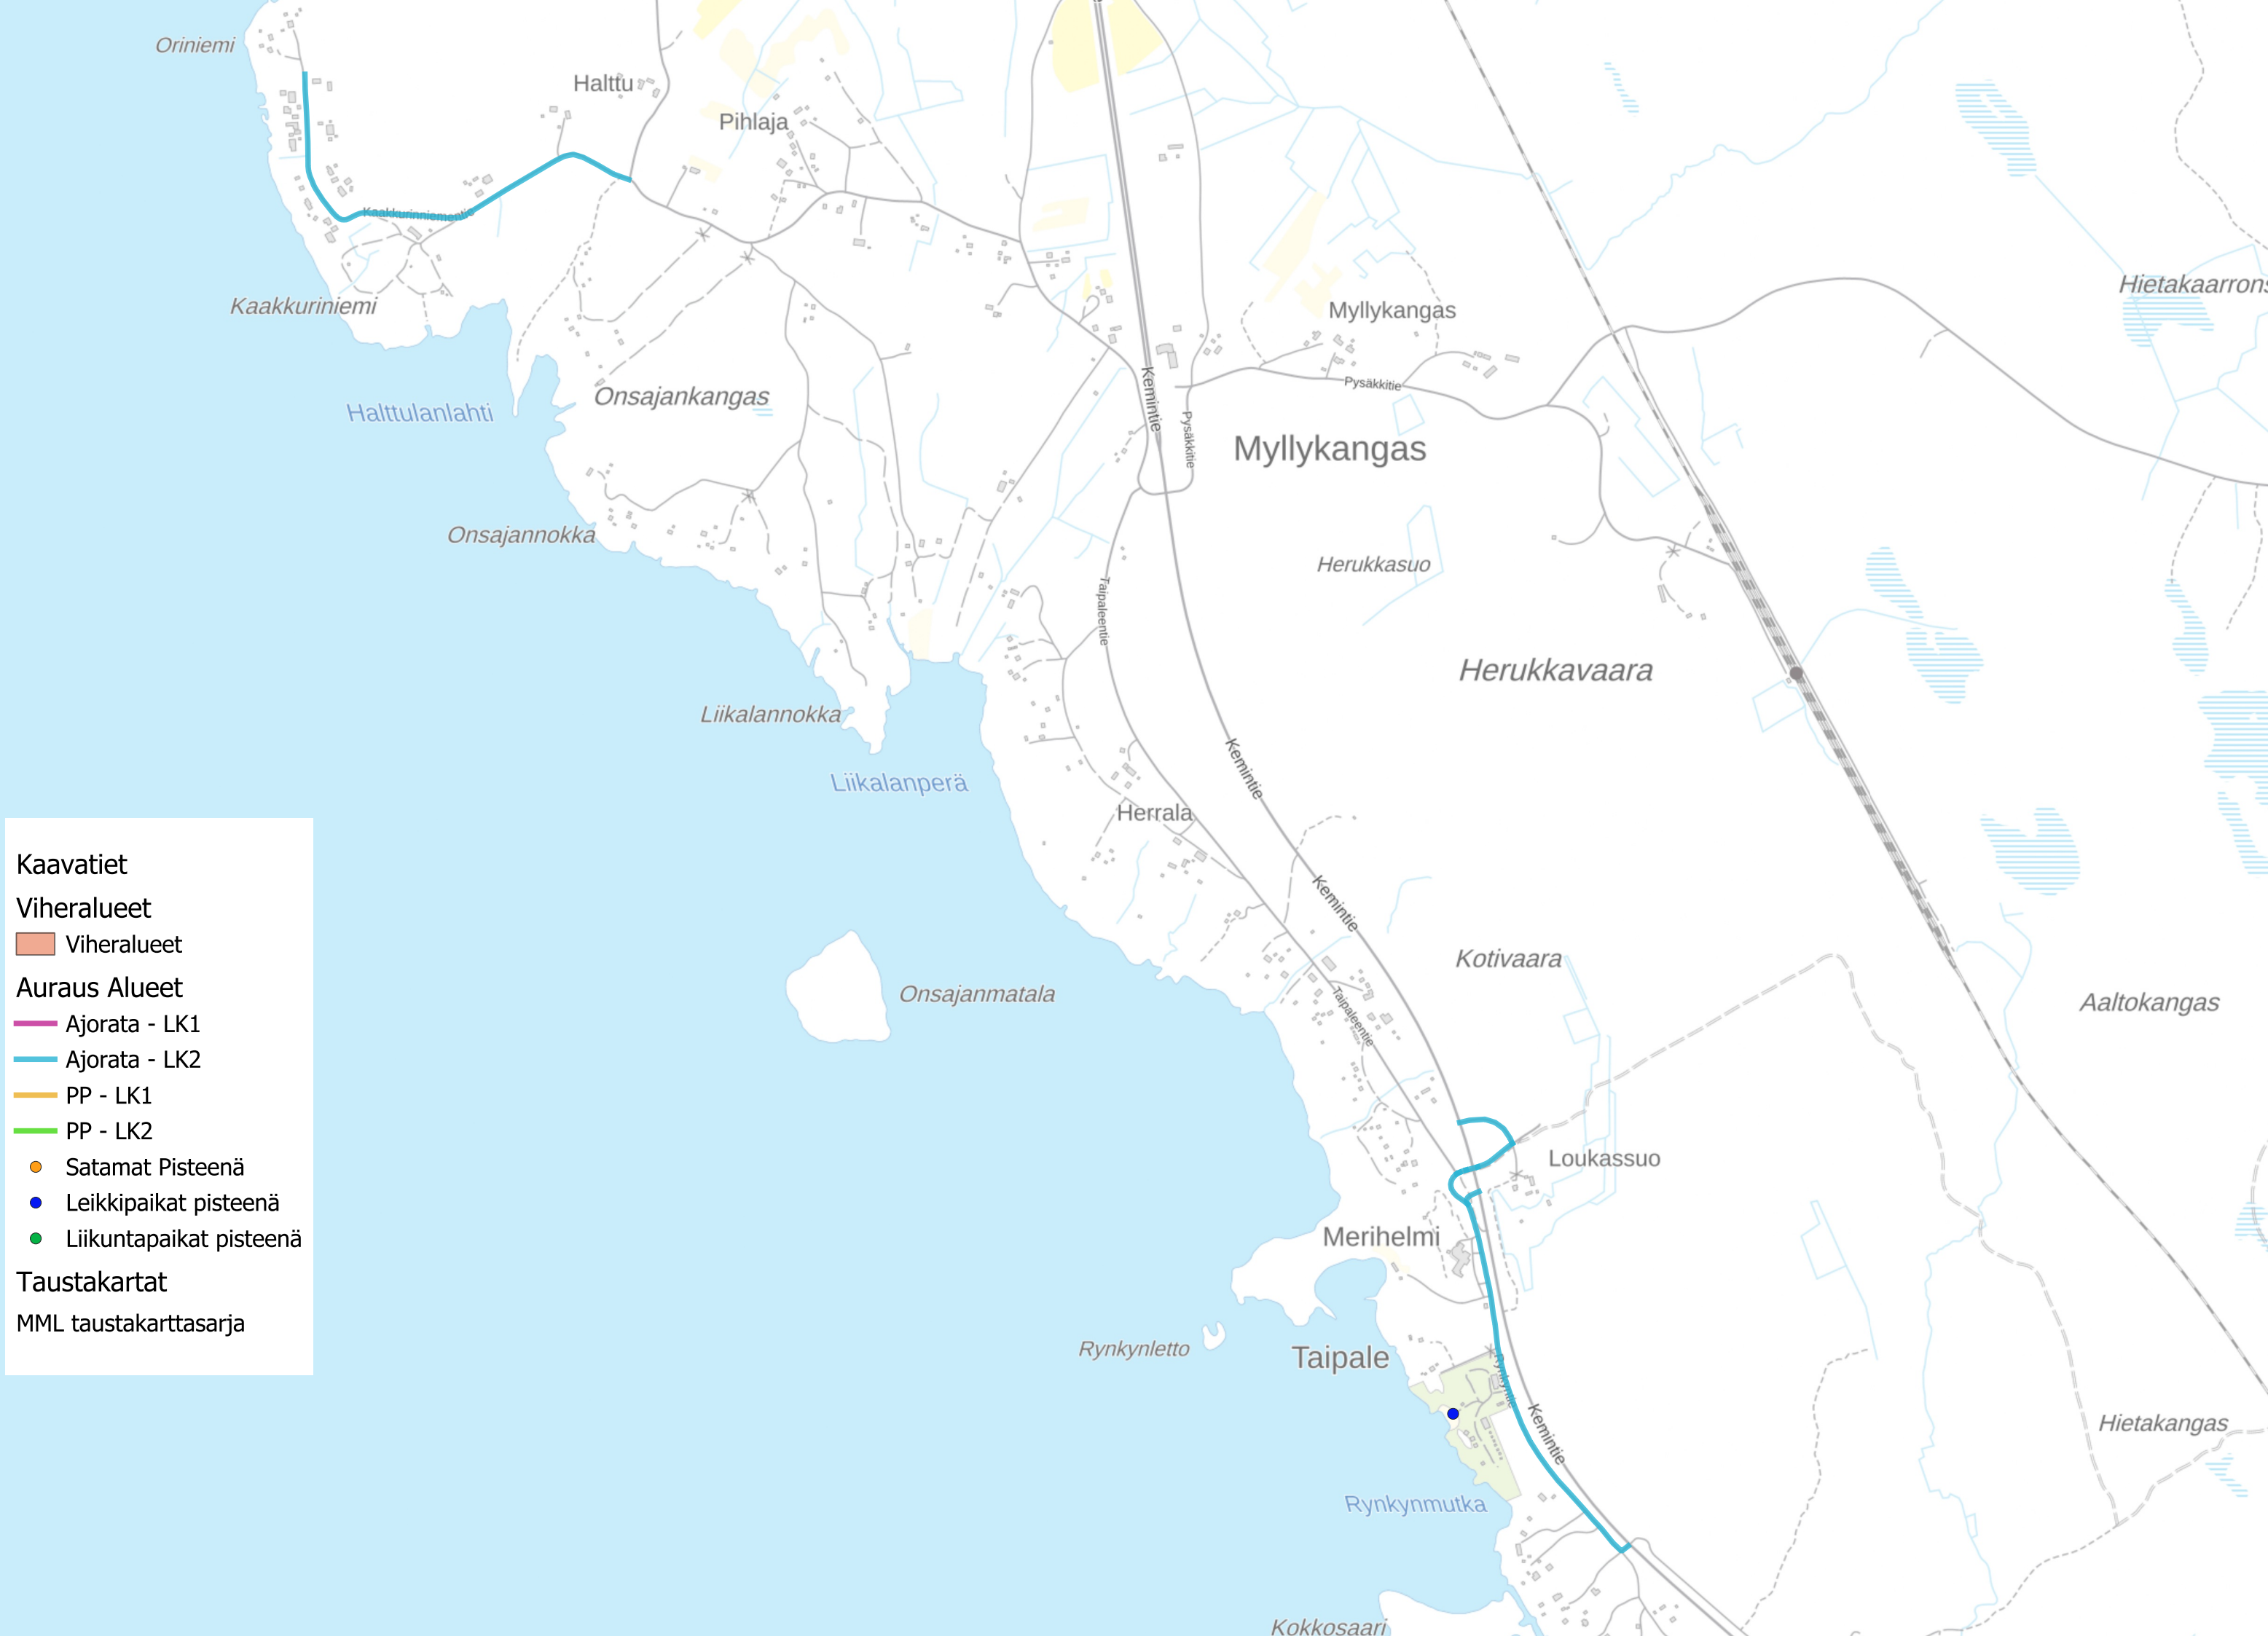 Oriniemi
Halttu
Pihlaja
Kaakkurinniementie
Hietakaarrons
Kaakkuriniemi
Myllykangas
Pysäkkitie
Onsajankangas
Halttulanlahti
Kemintie
Pysäkkitie
Myllykangas
Onsajannokka
Herukkasuo
Taipaleentie
Herukkavaara
Liikalannokka
Liikalanperä
Kemintie
Herrala
Kemintie
Kotivaara
Onsajanmatala
Aaltokangas
Taipaleentie
Loukassuo
Merihelmi
Rynkynletto
Taipale
Rynkyntie
Kemintie
Hietakangas
Rynkynmutka
Kokkosaari
Kaavatiet
Viheralueet
Viheralueet
Auraus Alueet
Ajorata - LK1
Ajorata - LK2
PP - LK1
PP - LK2
Satamat Pisteenä
Leikkipaikat pisteenä
Liikuntapaikat pisteenä
Taustakartat
MML taustakarttasarja